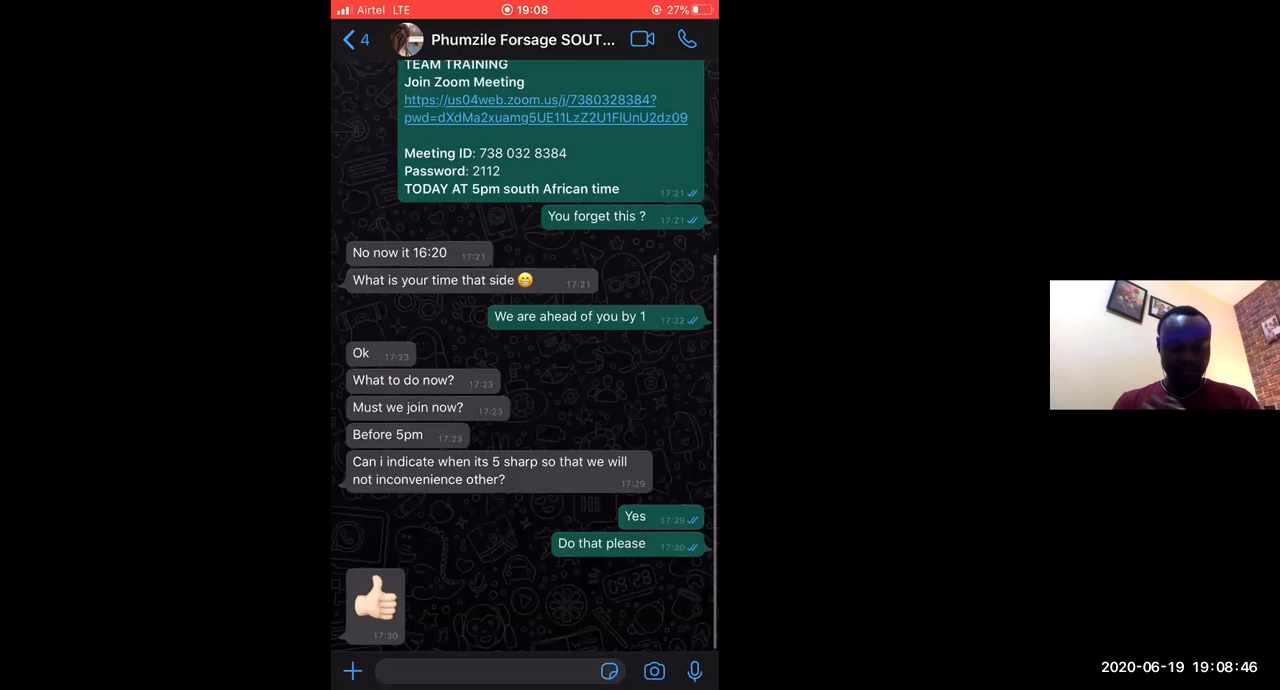 Airtel LTE
19:08
27%
4
Phumzile Forsage SOUT...
TEAM TRAINING
Join Zoom Meeting
https://us04web.zoom.us/j/7380328384?
pwd=dXdMa2xuamg5UE11LzZ2U1FlUnU2dz09
Meeting ID: 738 032 8384
Password: 2112
TODAY AT 5pm south African time
17:21
You forget this ?
17:21
No now it 16:20
17:21
What is your time that side 😁
17:21
We are ahead of you by 1
17:22
Ok
17:23
What to do now?
17:23
Must we join now?
17:23
Before 5pm
17:23
Can i indicate when its 5 sharp so that we will
not inconvenience other?
17:29
Yes
17:29
Do that please
17:30
👍🏻
17:30
2020-06-19 19:08:46